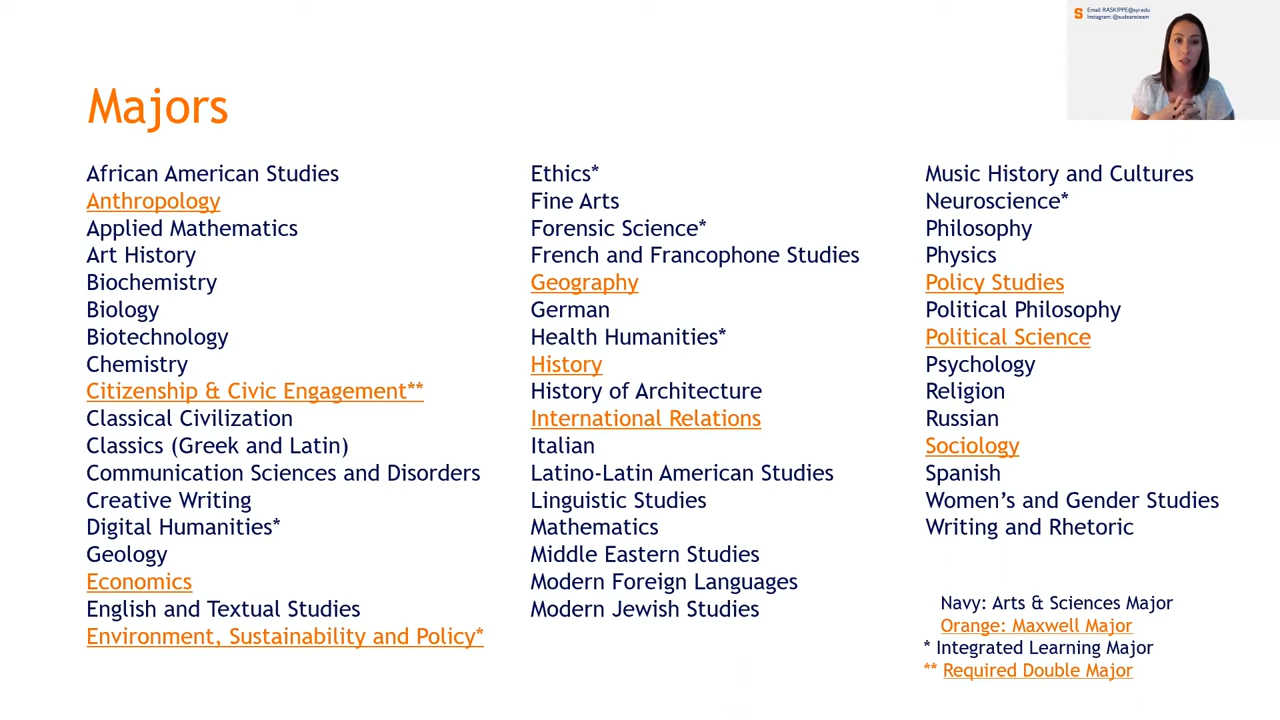 S
Email: RASKIPPE@syr.edu
Instagram: @sudeansteam
Majors
African American Studies
Anthropology
Applied Mathematics
Art History
Biochemistry
Biology
Biotechnology
Chemistry
Citizenship & Civic Engagement**
Classical Civilization
Classics (Greek and Latin)
Communication Sciences and Disorders
Creative Writing
Digital Humanities*
Geology
Economics
English and Textual Studies
Environment, Sustainability and Policy*
Ethics*
Fine Arts
Forensic Science*
French and Francophone Studies
Geography
German
Health Humanities*
History
History of Architecture
International Relations
Italian
Latino-Latin American Studies
Linguistic Studies
Mathematics
Middle Eastern Studies
Modern Foreign Languages
Modern Jewish Studies
Music History and Cultures
Neuroscience*
Philosophy
Physics
Policy Studies
Political Philosophy
Political Science
Psychology
Religion
Russian
Sociology
Spanish
Women’s and Gender Studies
Writing and Rhetoric
Navy: Arts & Sciences Major
Orange: Maxwell Major
* Integrated Learning Major
** Required Double Major